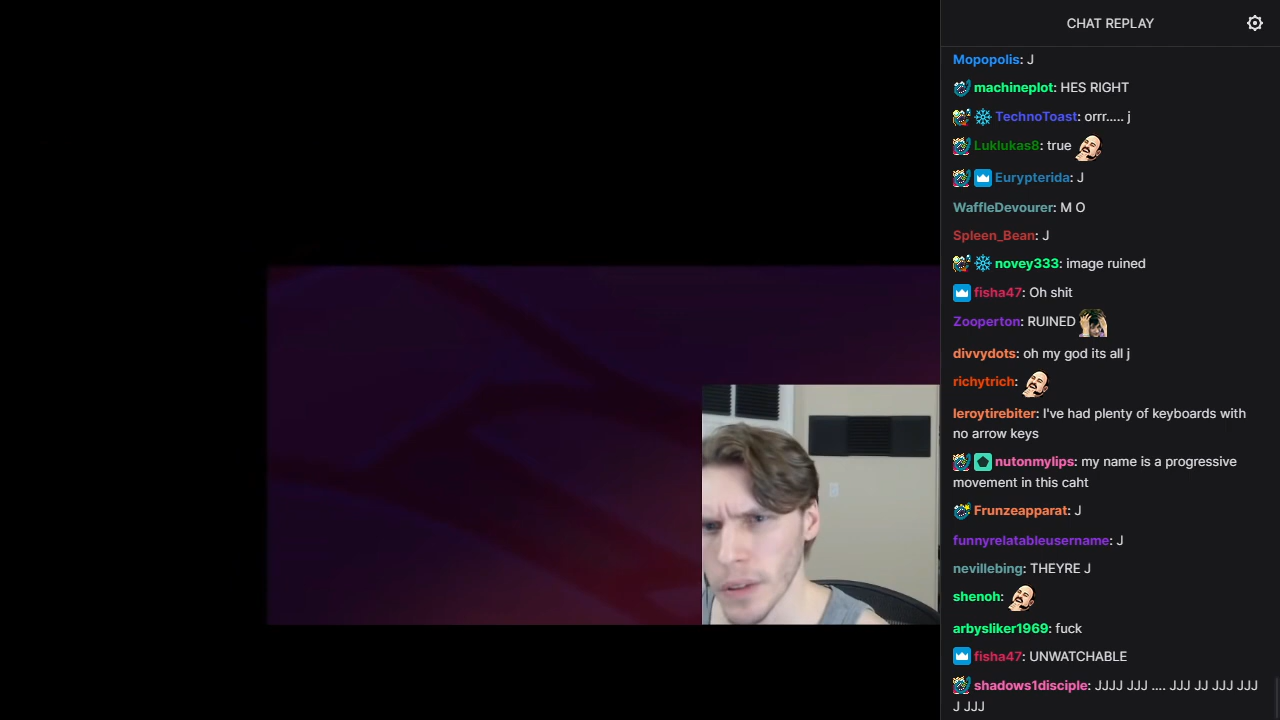 CHAT REPLAY
Mopopolis: J
machineplot: HES RIGHT
TechnoToast: orrr..... j
Luklukas8: true
Eurypterida: J
WaffleDevourer: M O
Spleen_Bean: J
novey333: image ruined
fisha47: Oh shit
Zooperton: RUINED
divvydots: oh my god its all j
richytrich:
leroytirebiter: I've had plenty of keyboards with
no arrow keys
nutonmylips: my name is a progressive
movement in this caht
Frunzeapparat: J
funnyrelatableusername: J
nevillebing: THEYRE J
shenoh:
arbysliker1969: fuck
fisha47: UNWATCHABLE
shadows1disciple: JJJJ JJJ .... JJJ JJ JJJ JJJ
J JJJ